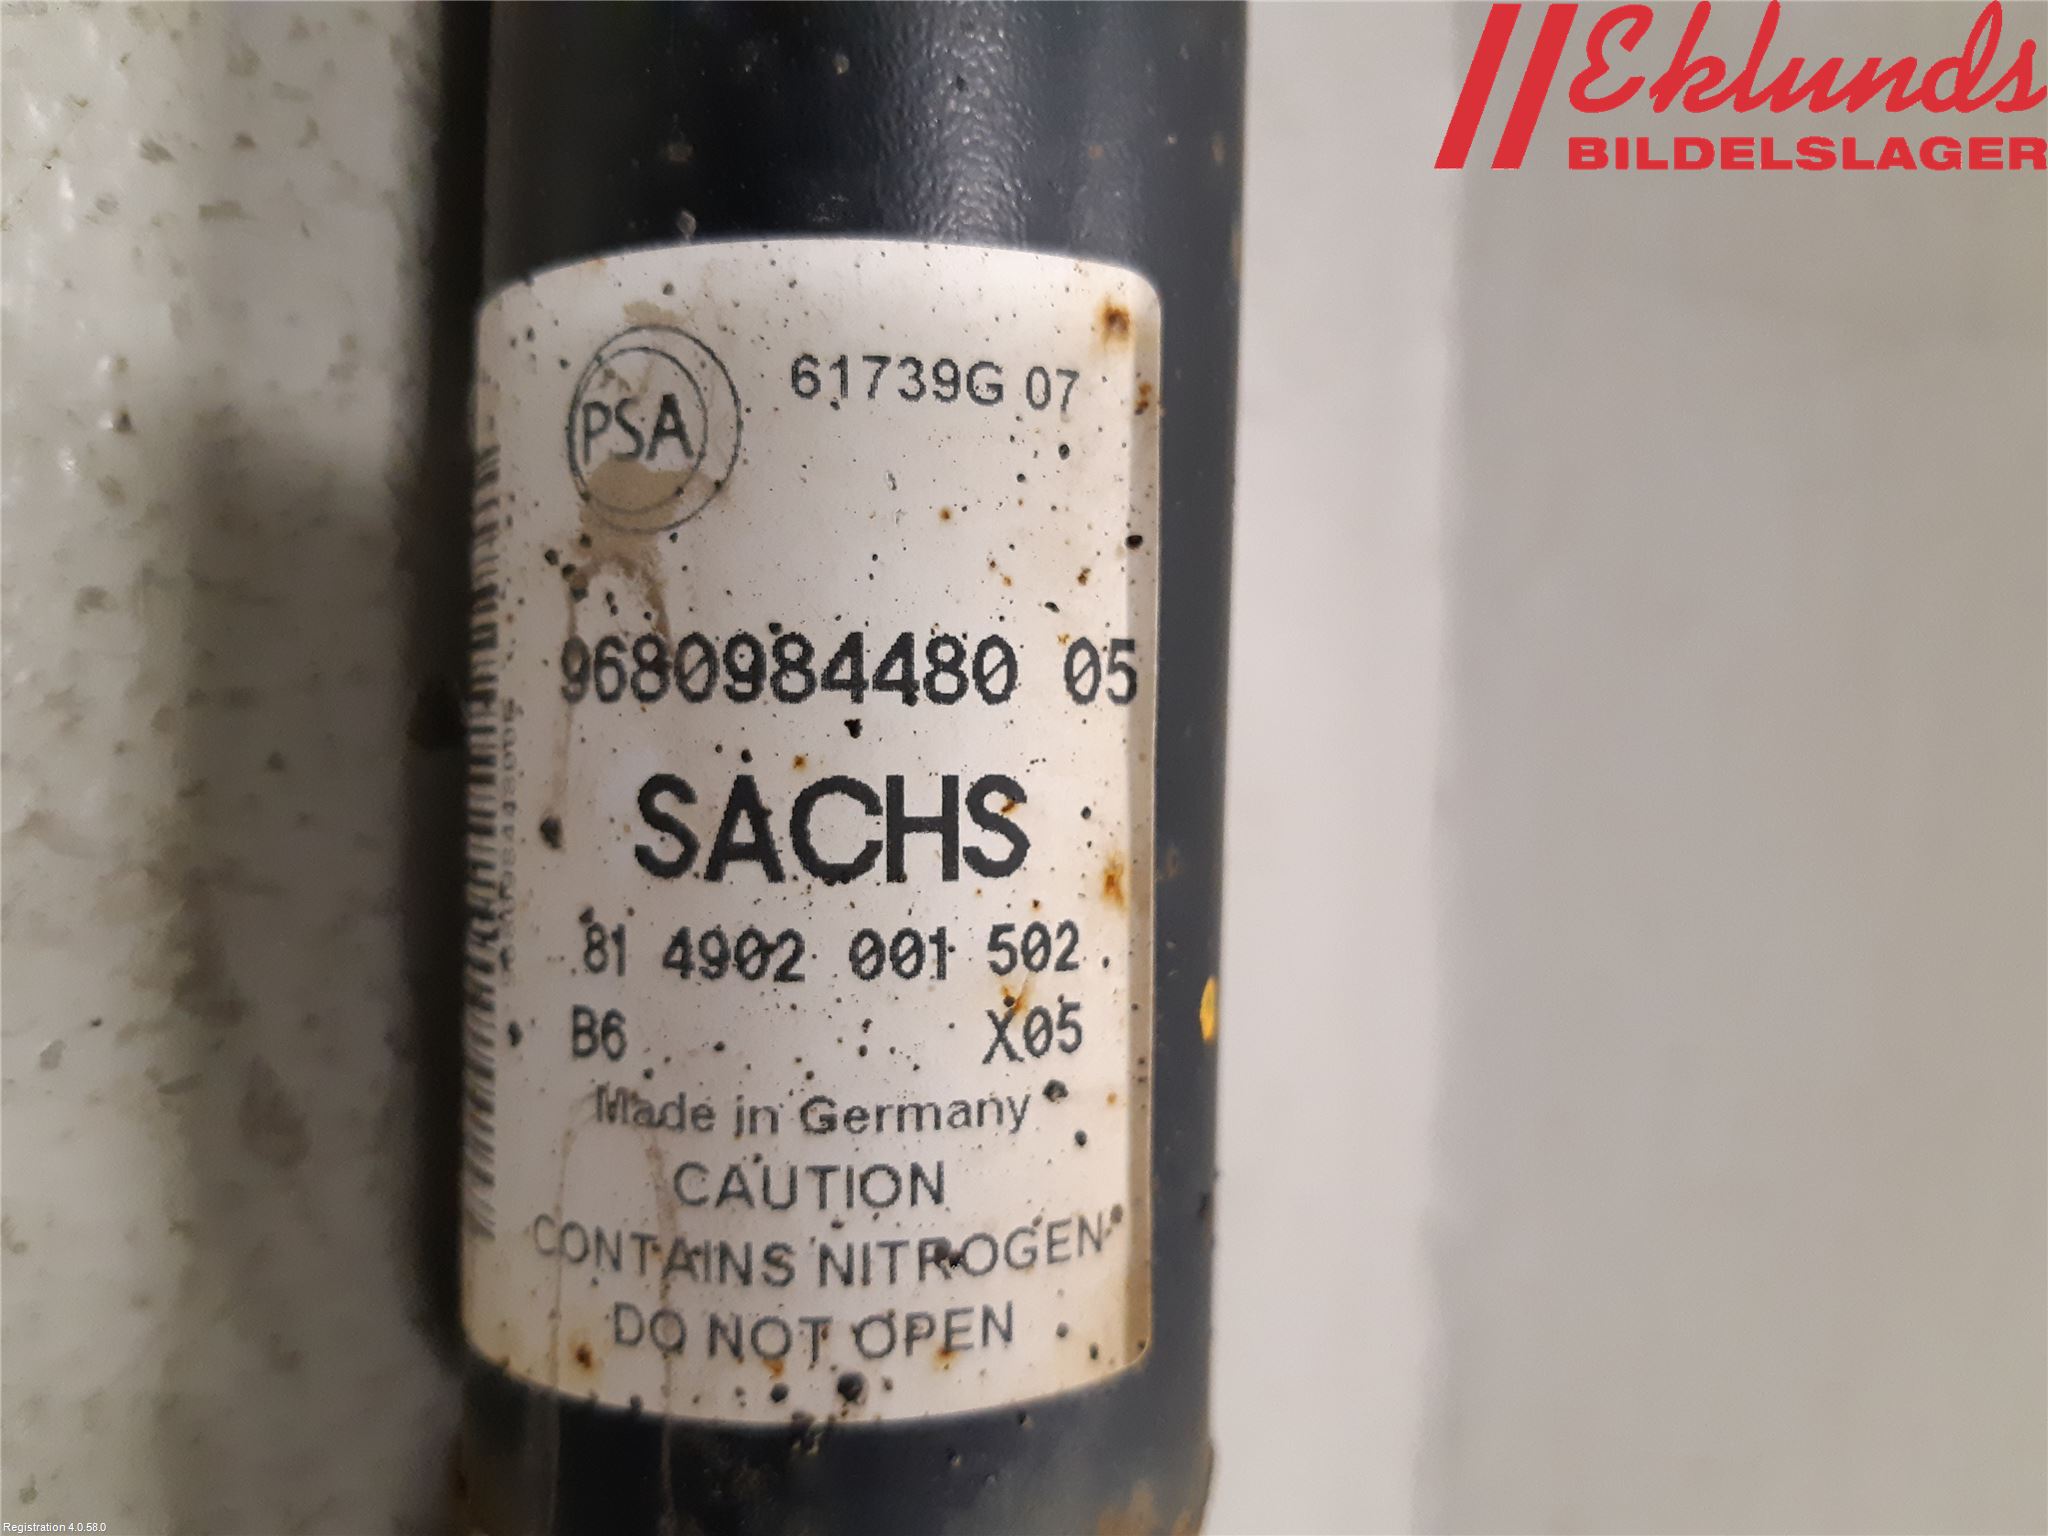 Eklunds
BILDELSLAGER
PSA
61739G 07
9680984480 05
SACHS
81 4902 001 502
B6 X05
Made in Germany
CAUTION
CONTAINS NITROGEN
DO NOT OPEN
Registration 4.0.58.0